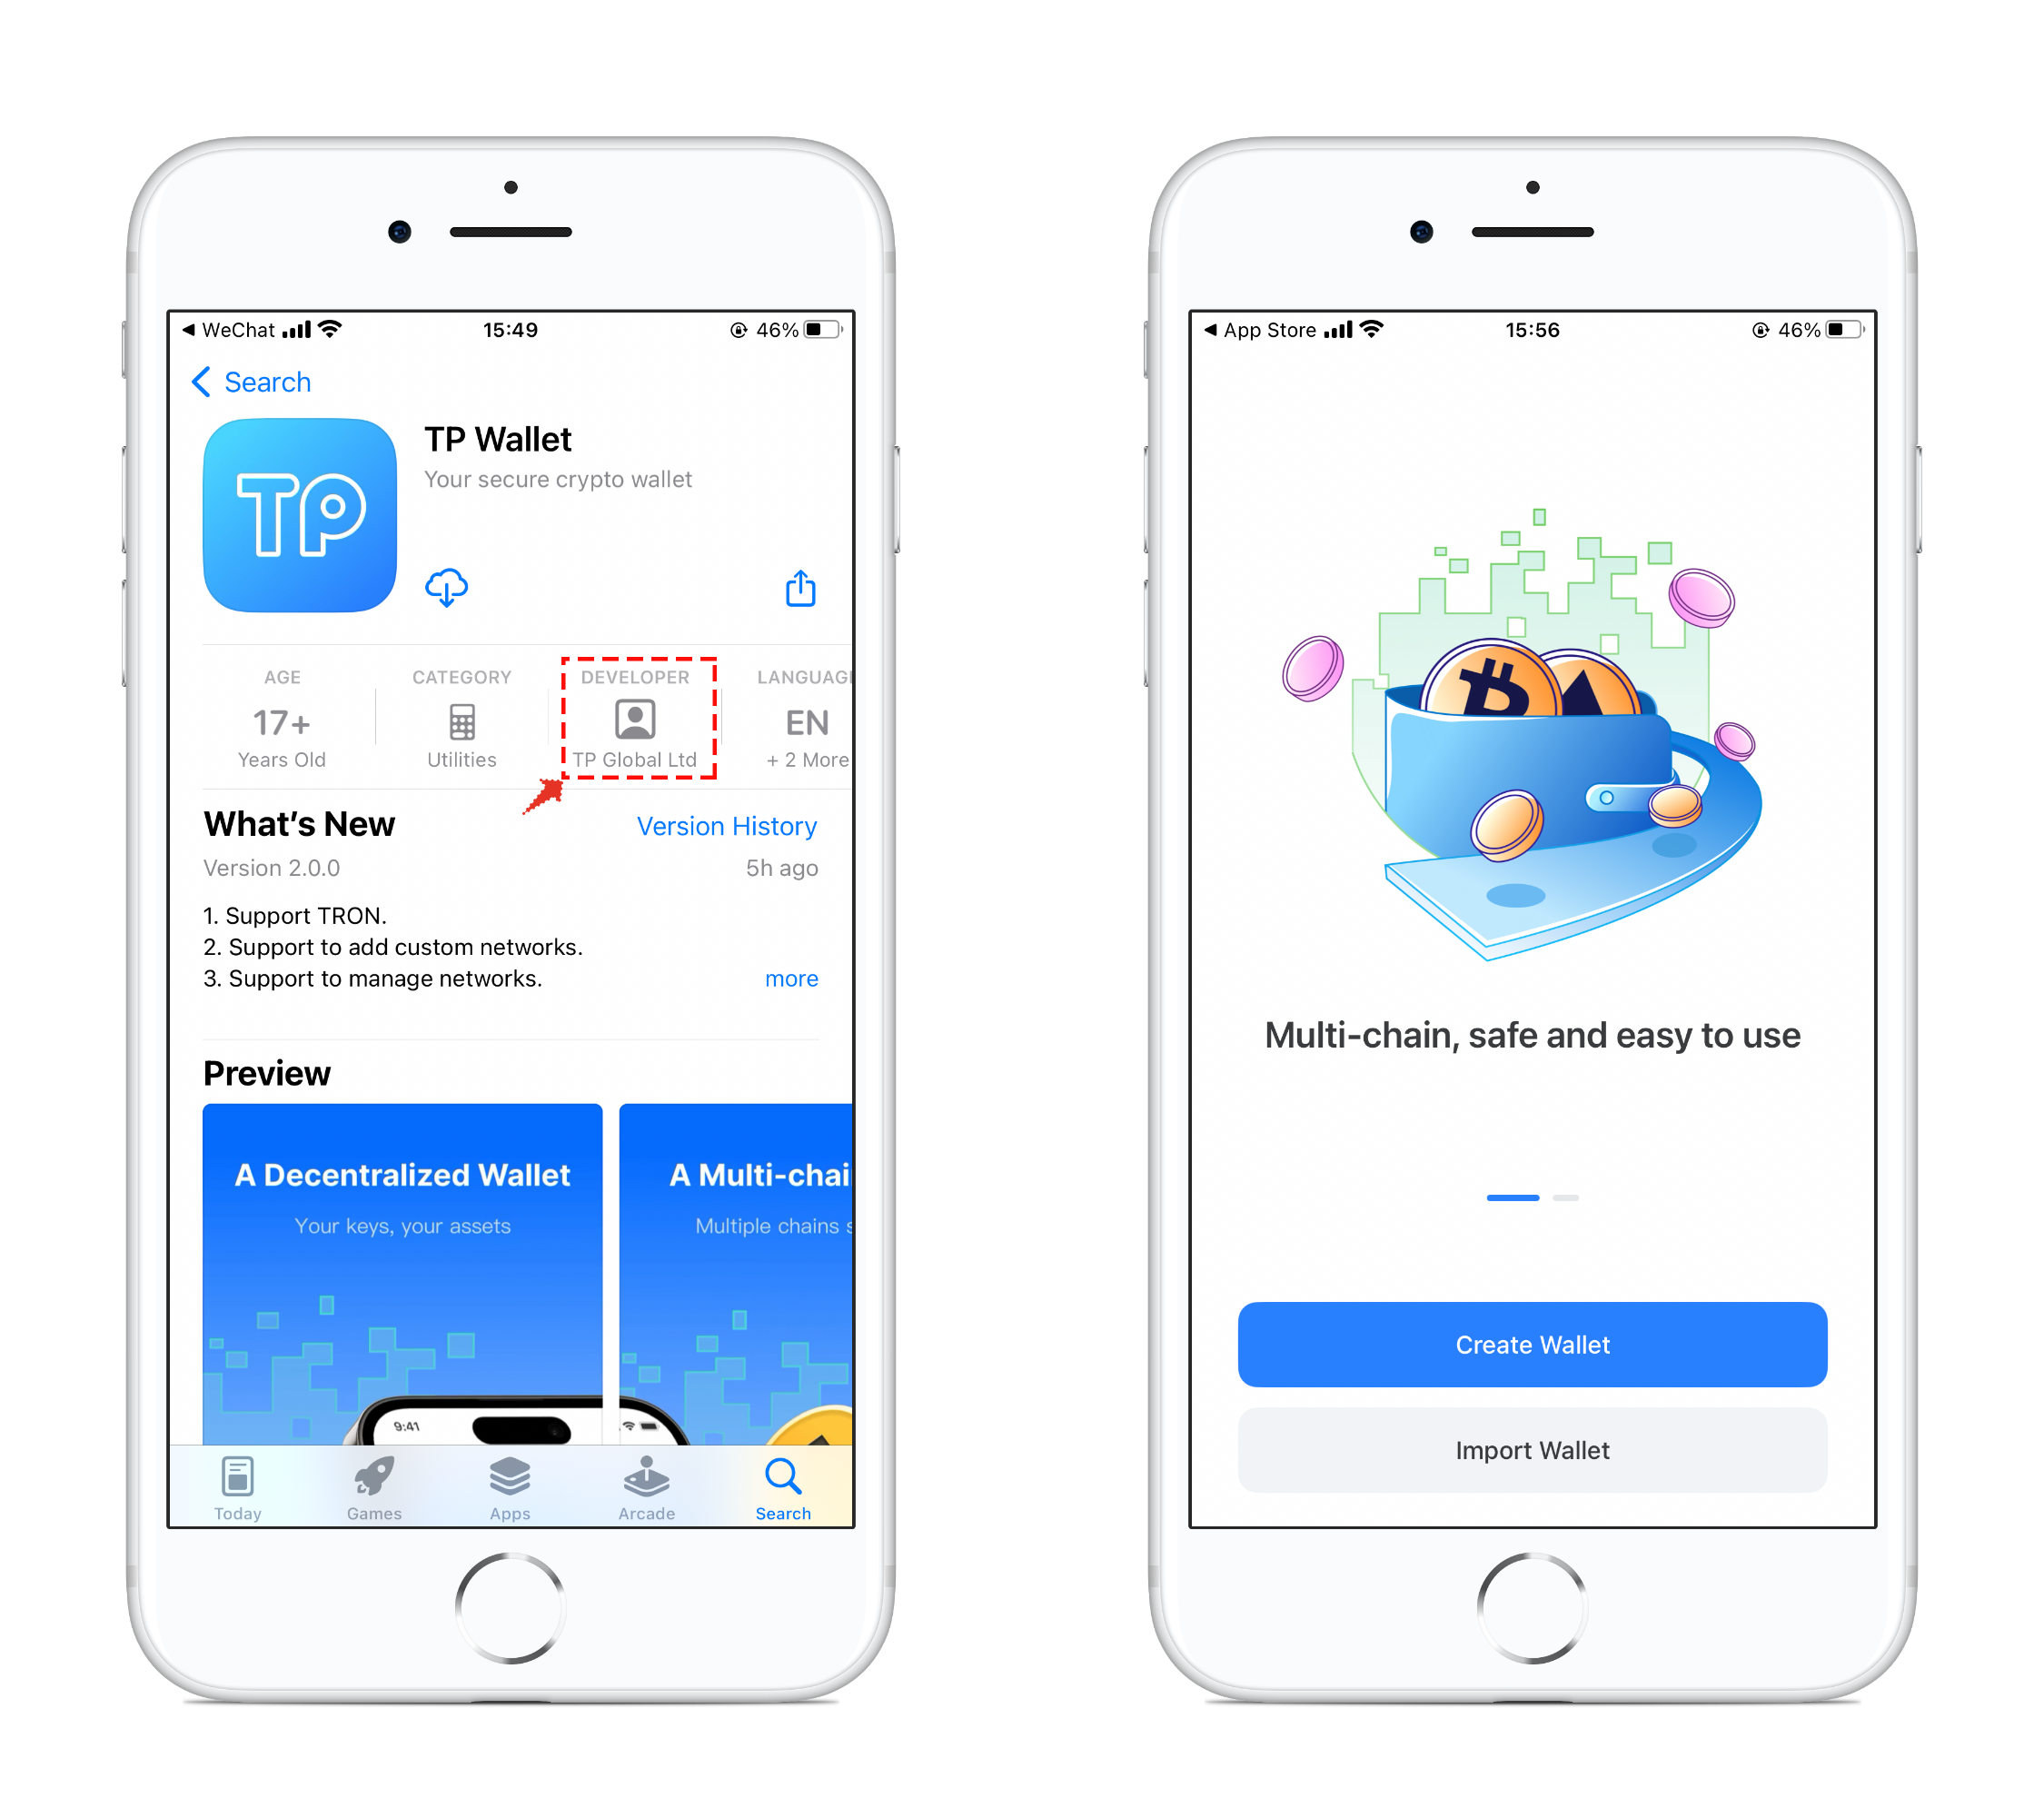 WeChat 15:49 46%
Search
TP
TP Wallet
Your secure crypto wallet
AGE CATEGORY DEVELOPER LANGUAG
17+ EN
Years Old Utilities TP Global Ltd + 2 More
What's New Version History
Version 2.0.0 5h ago
1. Support TRON.
2. Support to add custom networks.
3. Support to manage networks. more
Preview
A Decentralized Wallet A Multi-chai
Your keys, your assets Multiple chains s
9:41
Today Games Apps Arcade Search
App Store 15:56 46%
Multi-chain, safe and easy to use
Create Wallet
Import Wallet